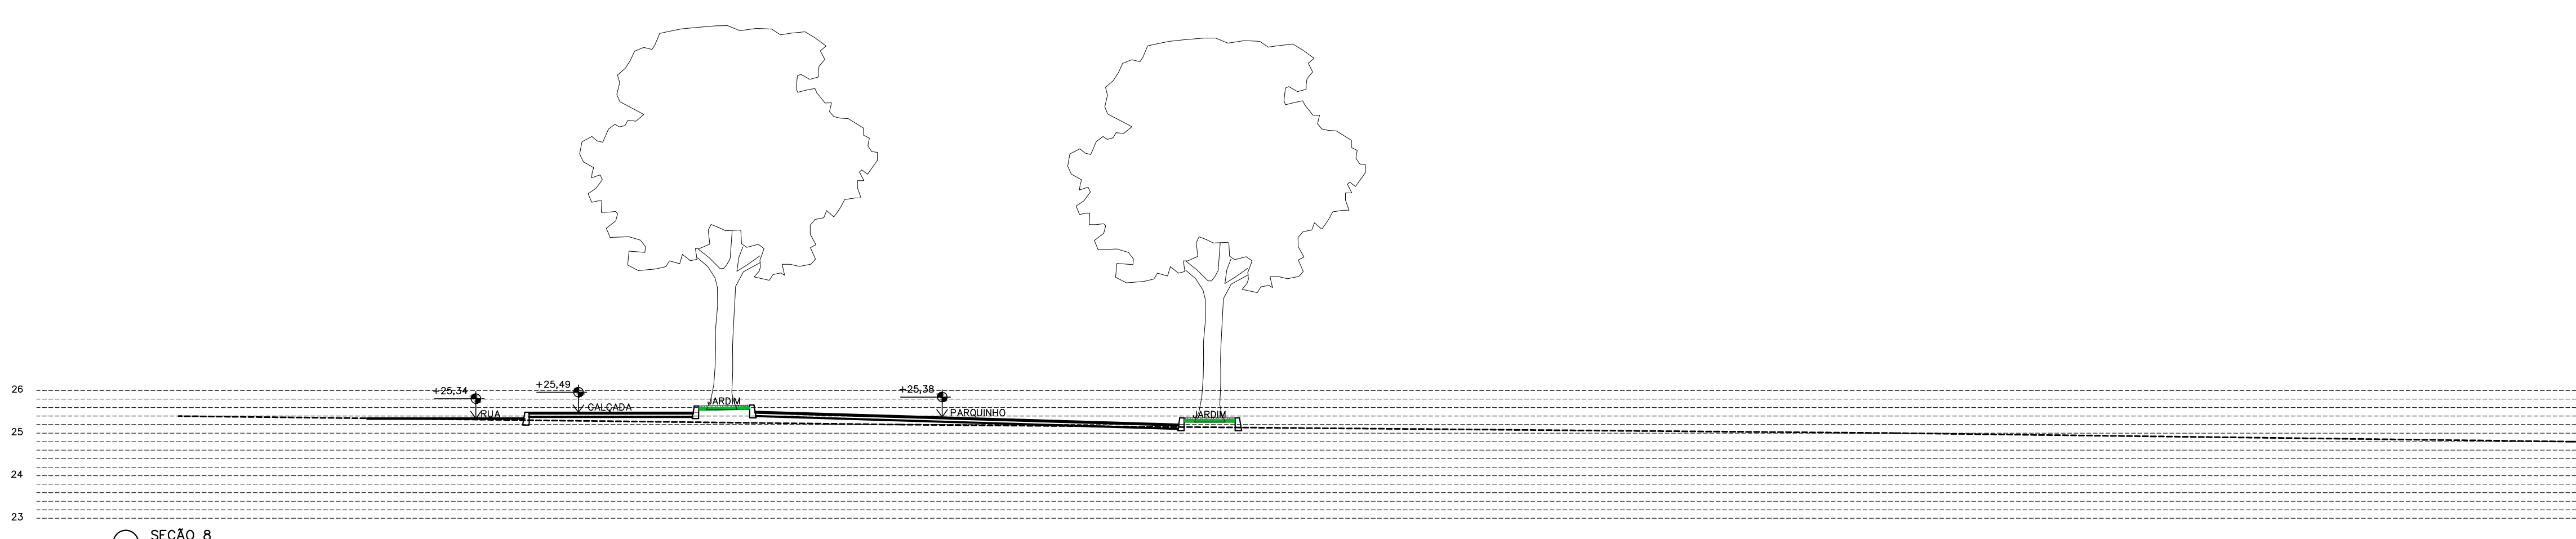 +25,34
+25,49
+25,38
RUA
CALÇADA
JARDIM
PARQUINHO
JARDIM
26
25
24
23
SEÇÃO 8